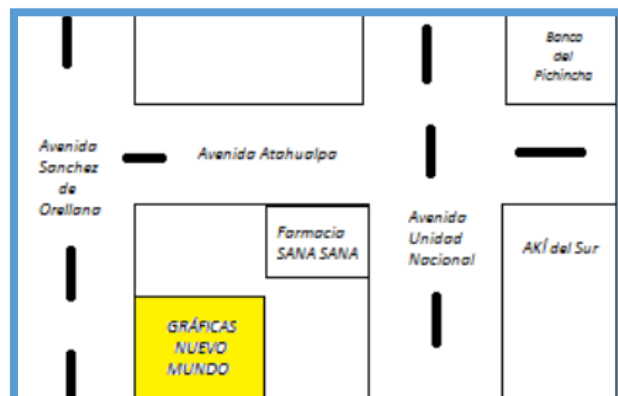 Banco
del
Pichincha
Avenida
Sanchez
de
Orellana
Avenida Atahualpa
Avenida
Unidad
Nacional
Farmacia
SANA SANA
AKÍ del Sur
GRÁFICAS
NUEVO
MUNDO